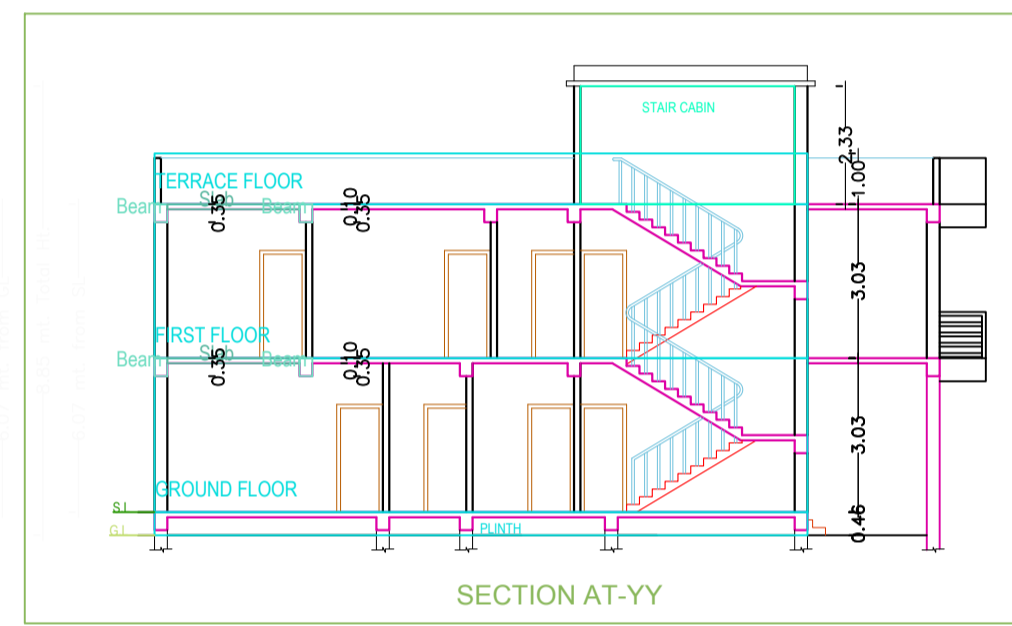 STAIR CABIN
2.33
TERRACE FLOOR
1.00
Beam
Slab
Beam
0.35
0.10
0.35
3.03
FIRST FLOOR
Beam
Slab
Beam
0.35
0.10
0.35
3.03
GROUND FLOOR
S.L
G.L
PLINTH
0.46
SECTION AT-YY